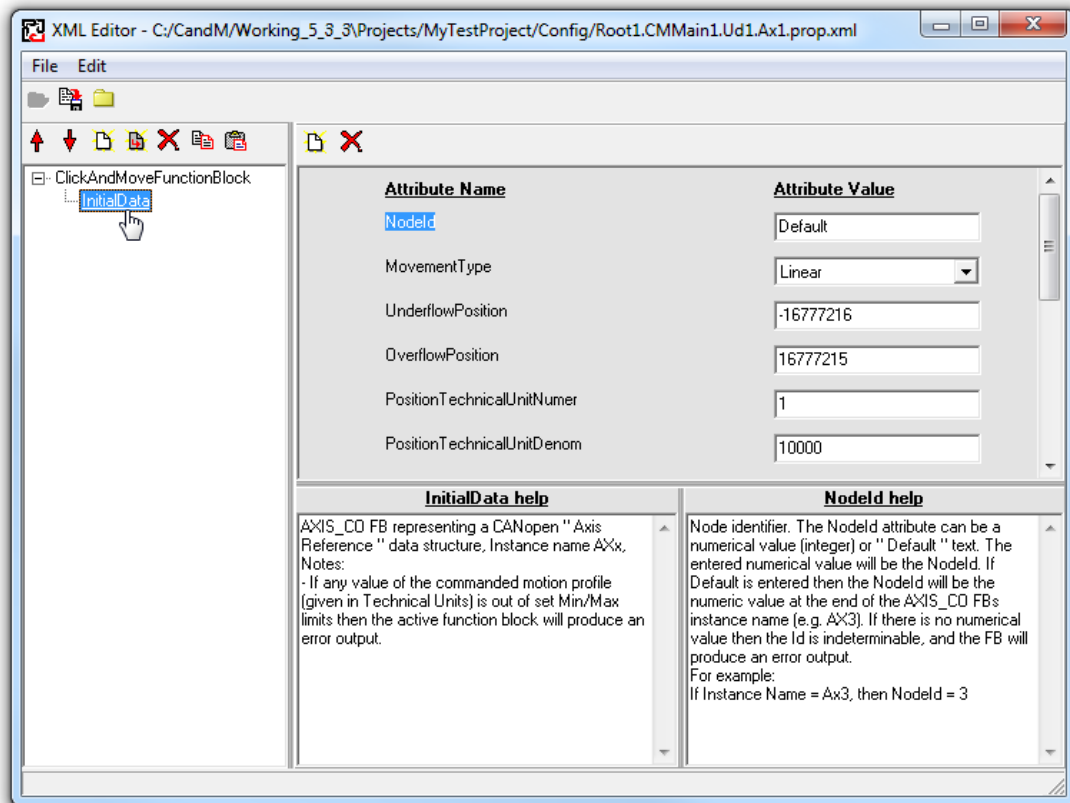 XML Editor - C:/CandM/Working_5_3_3\Projects/MyTestProject/Config/Root1.CMMain1.Ud1.Ax1.prop.xml
File Edit
ClickAndMoveFunctionBlock
InitialData
Attribute Name Attribute Value
NodeId Default
MovementType Linear
UnderflowPosition -16777216
OverflowPosition 16777215
PositionTechnicalUnitNumer 1
PositionTechnicalUnitDenom 10000
InitialData help
AXIS_CO FB representing a CANopen " Axis
Reference " data structure, Instance name AXx,
Notes:
- If any value of the commanded motion profile
(given in Technical Units) is out of set Min/Max
limits then the active function block will produce an
error output.
NodeId help
Node identifier. The NodeId attribute can be a
numerical value (integer) or " Default " text. The
entered numerical value will be the NodeId. If
Default is entered then the NodeId will be the
numeric value at the end of the AXIS_CO FBs
instance name (e.g. AX3). If there is no numerical
value then the Id is indeterminable, and the FB will
produce an error output.
For example:
If Instance Name = Ax3, then NodeId = 3